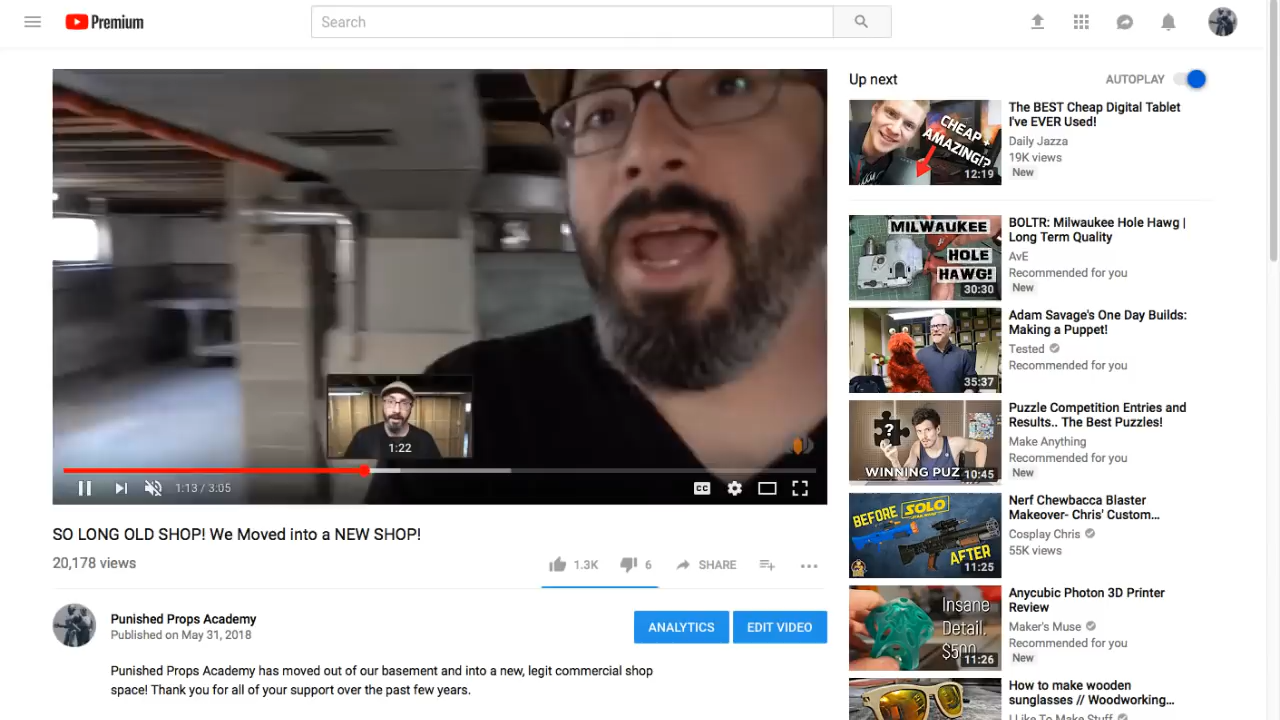 Premium
Search
Up next
AUTOPLAY
CHEAP +
AMAZING!?
12:19
The BEST Cheap Digital Tablet
I've EVER Used!
Daily Jazza
19K views
New
MILWAUKEE
HOLE
HAWG!
30:30
BOLTR: Milwaukee Hole Hawg |
Long Term Quality
AvE
Recommended for you
New
35:37
Adam Savage's One Day Builds:
Making a Puppet!
Tested
Recommended for you
?
WINNING PUZ
10:45
Puzzle Competition Entries and
Results.. The Best Puzzles!
Make Anything
Recommended for you
New
BEFORE SOLO
AFTER
11:25
Nerf Chewbacca Blaster
Makeover- Chris' Custom...
Cosplay Chris
55K views
Insane
Detail.
$500
11:26
Anycubic Photon 3D Printer
Review
Maker's Muse
Recommended for you
New
How to make wooden
sunglasses // Woodworking...
I Like To Make Stuff
1:22
1:13 / 3:05
CC
SO LONG OLD SHOP! We Moved into a NEW SHOP!
20,178 views
1.3K
6
SHARE
Punished Props Academy
Published on May 31, 2018
ANALYTICS
EDIT VIDEO
Punished Props Academy has moved out of our basement and into a new, legit commercial shop
space! Thank you for all of your support over the past few years.